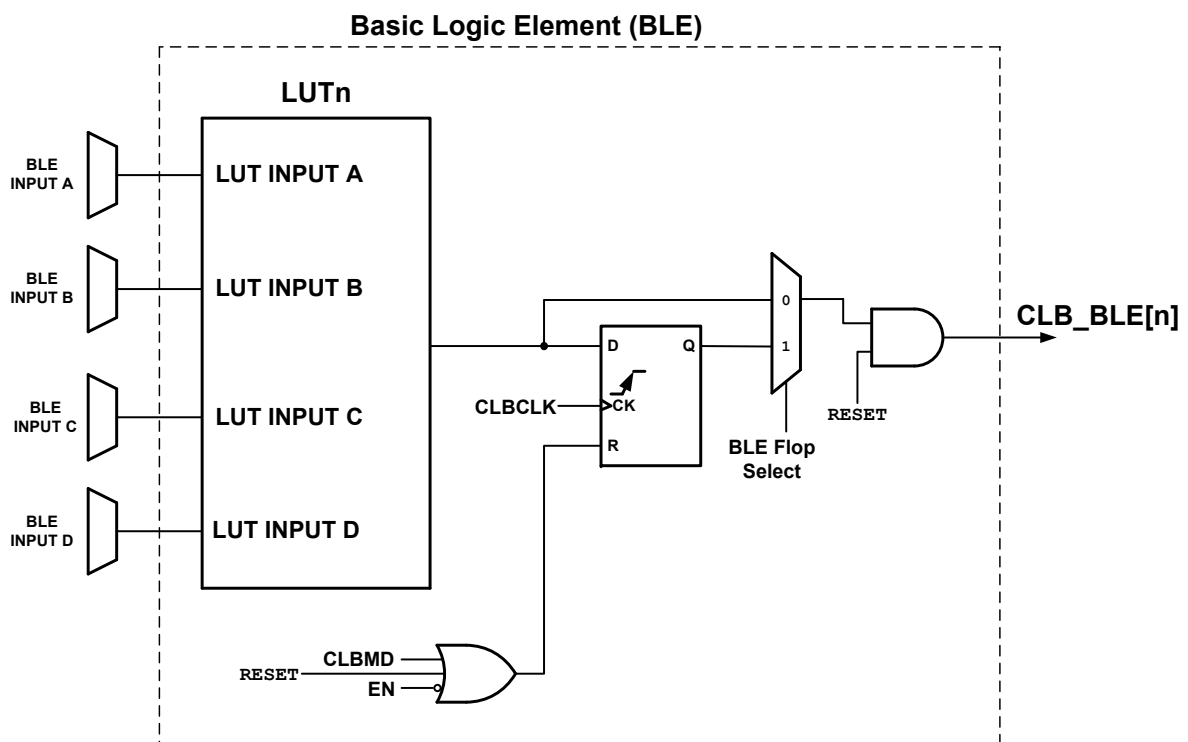 Basic Logic Element (BLE)
LUTn
BLE
INPUT A
LUT INPUT A
BLE
INPUT B
LUT INPUT B
BLE
INPUT C
LUT INPUT C
BLE
INPUT D
LUT INPUT D
D
Q
CLBCLK
CK
R
0
1
BLE Flop
Select
RESET
CLB_BLE[n]
CLBMD
RESET
EN